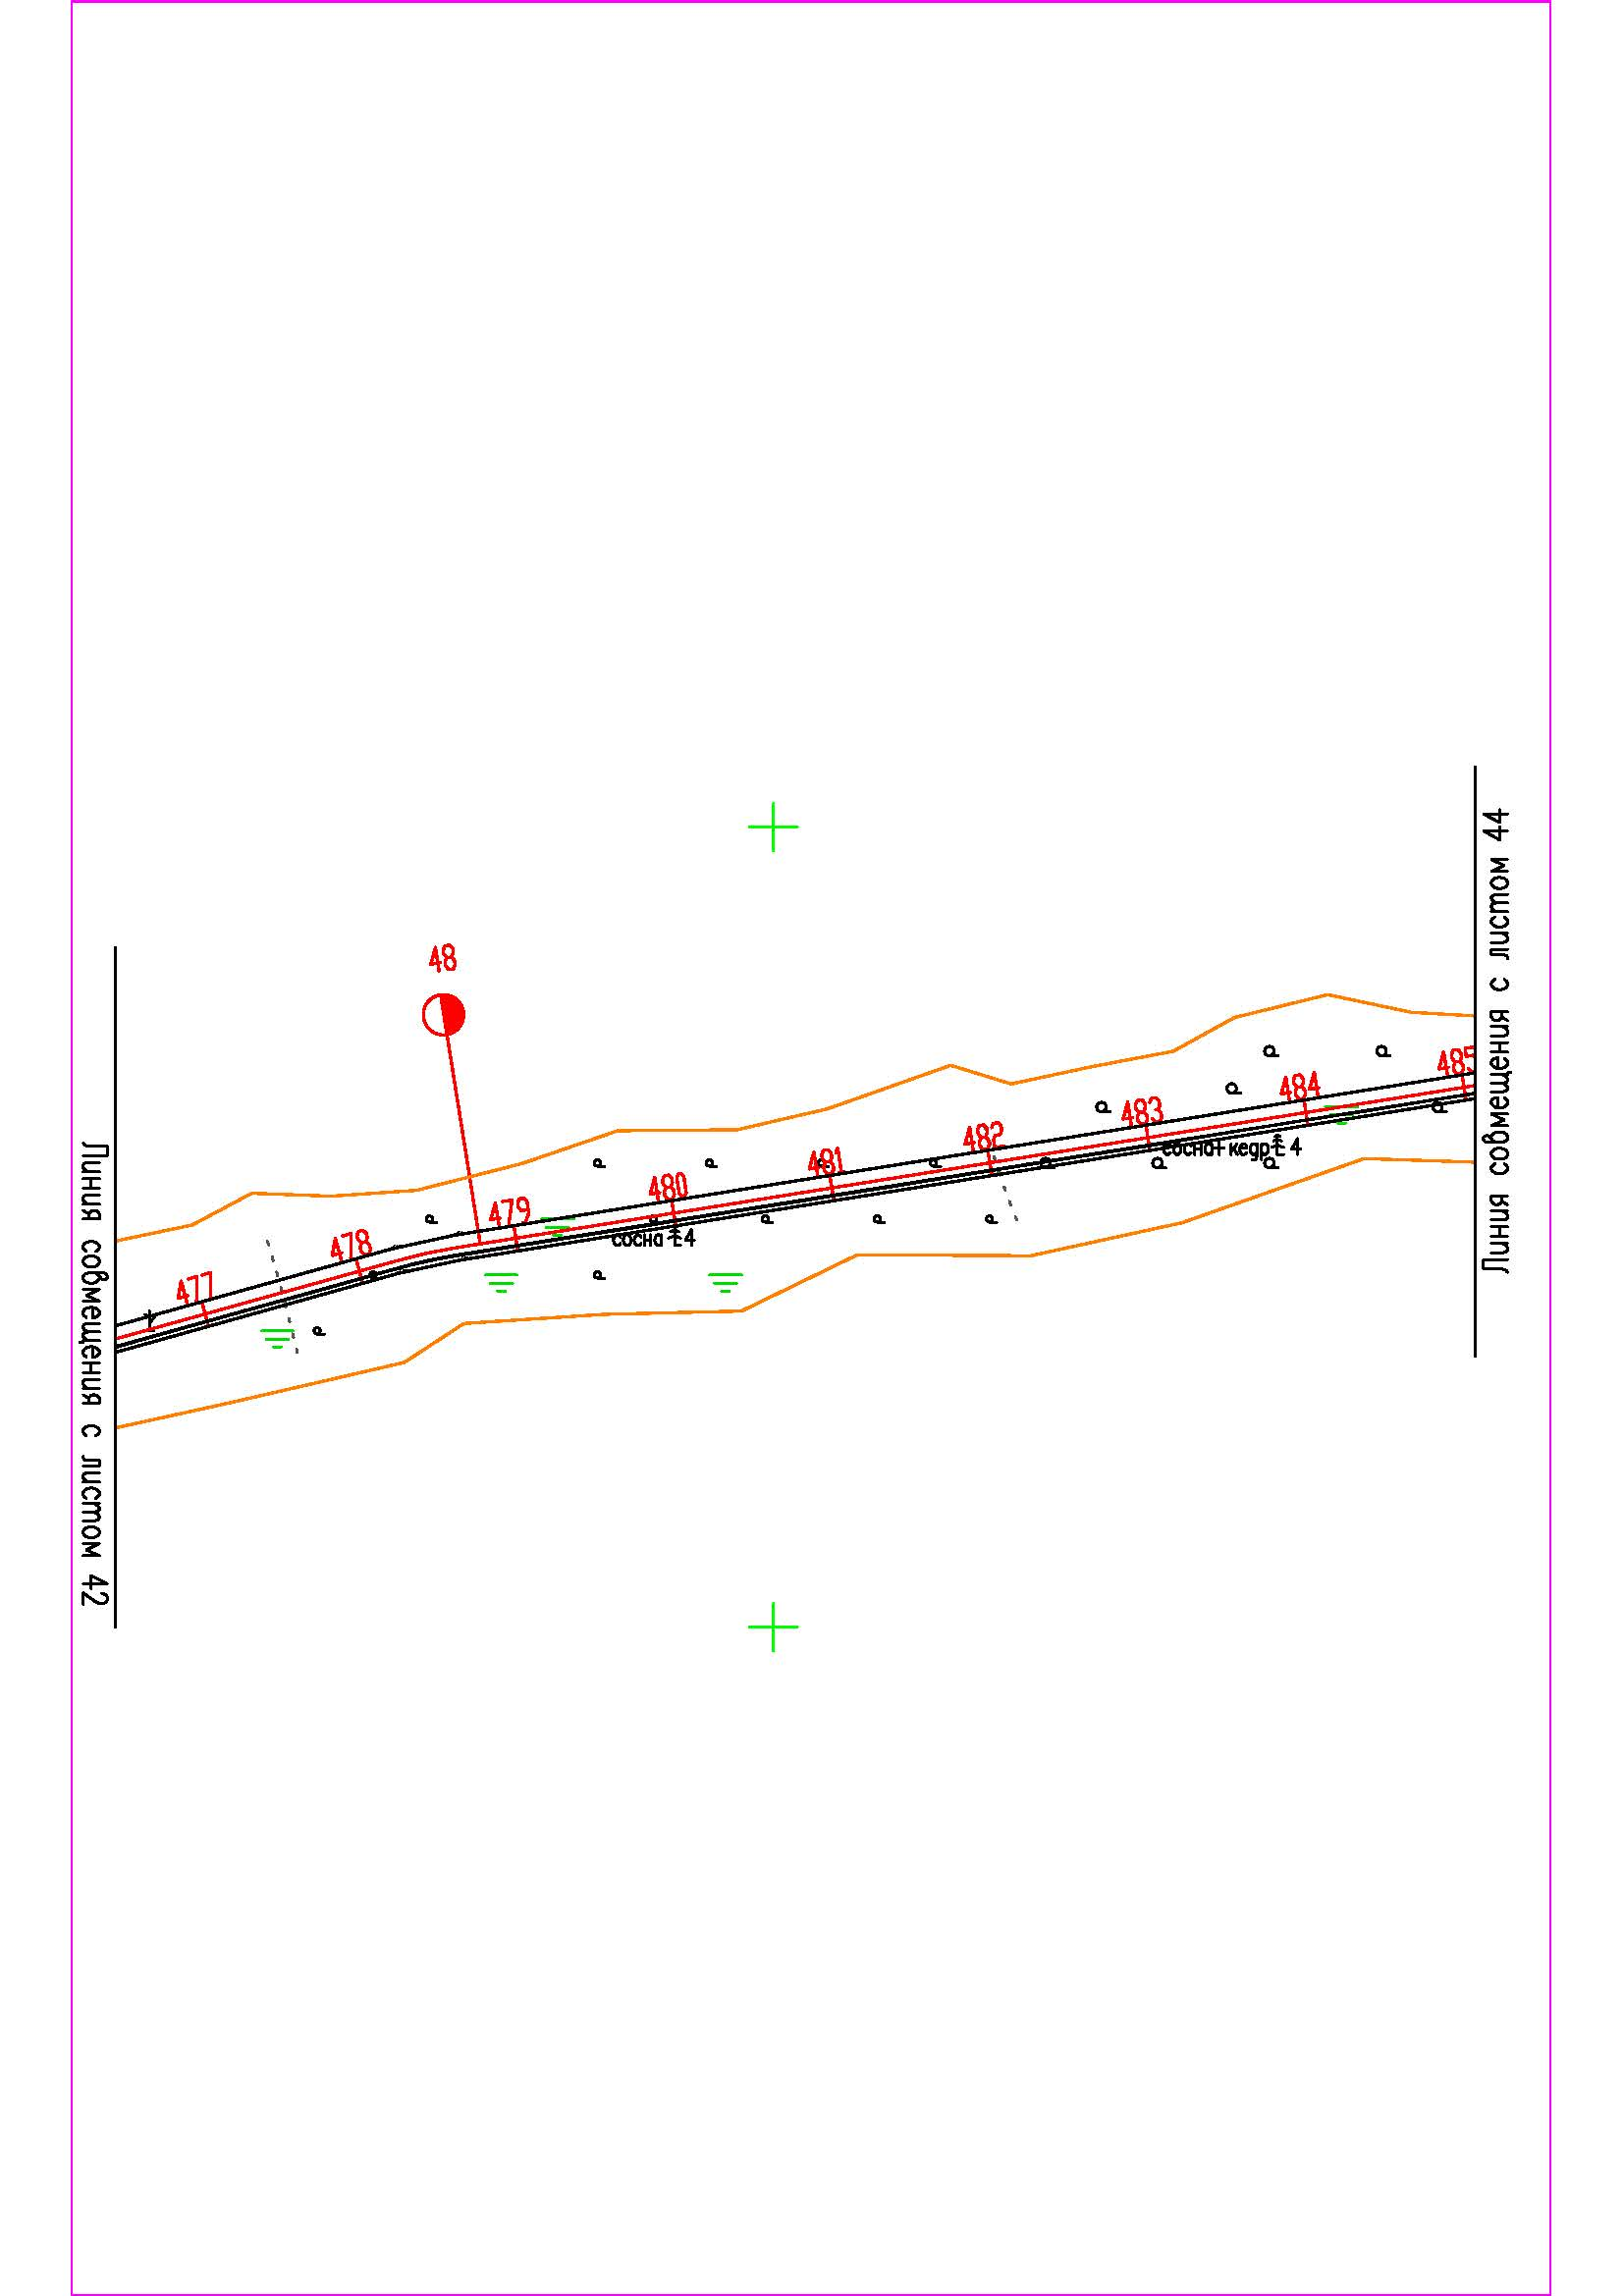 Линия совмещения с листом 44
48
485
484
483
482
481
480
479
478
477
сосна+кедр 4
сосна 4
Линия совмещения с листом 42